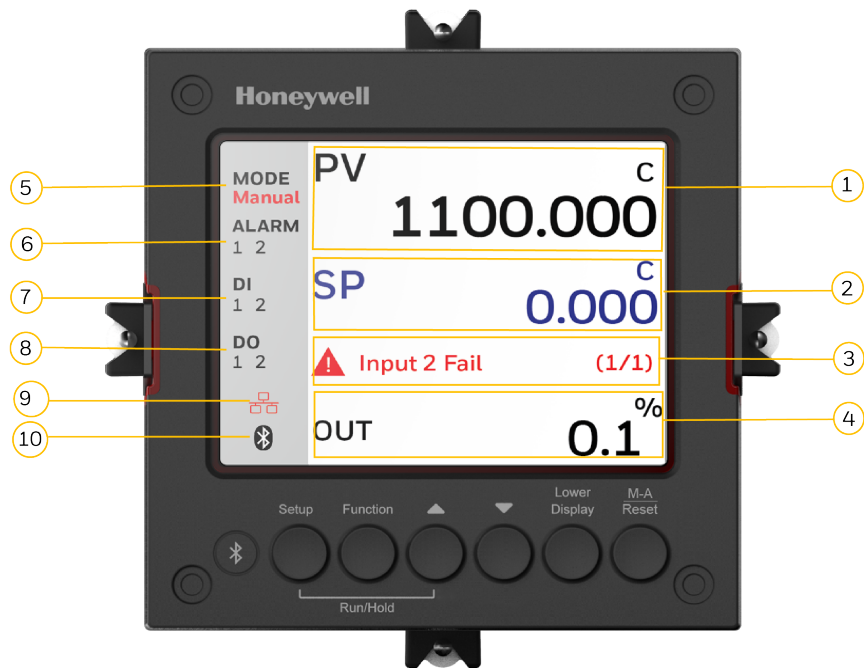 Honeywell
MODE
Manual
ALARM
1 2
DI
1 2
DO
1 2
PV
C
1100.000
SP
C
0.000
Input 2 Fail (1/1)
OUT
%
0.1
5
6
7
8
9
10
1
2
3
4
Setup
Function
Lower
Display
M-A
Reset
Run/Hold